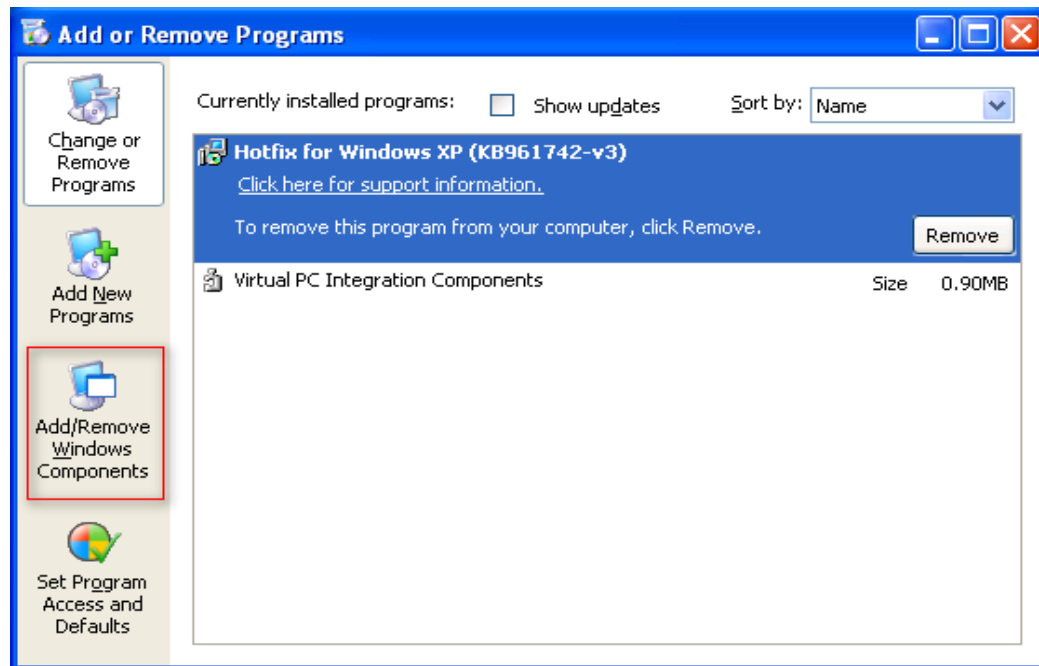 Add or Remove Programs
Change or
Remove
Programs
Add New
Programs
Add/Remove
Windows
Components
Set Program
Access and
Defaults
Currently installed programs: Show updates Sort by: Name
Hotfix for Windows XP (KB961742-v3)
Click here for support information.
To remove this program from your computer, click Remove. Remove
Virtual PC Integration Components Size 0.90MB